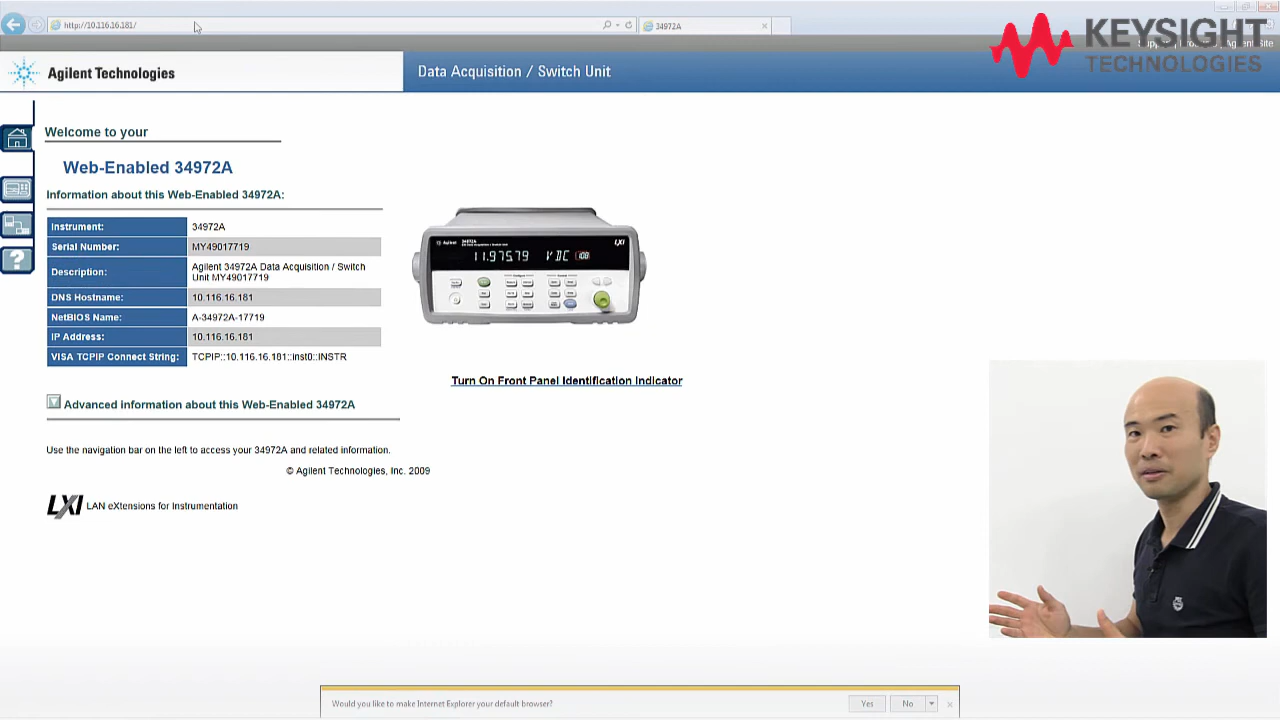 http://10.116.16.181/
34972A
KEYSIGHT
TECHNOLOGIES
Agilent Technologies
Data Acquisition / Switch Unit
Welcome to your
Web-Enabled 34972A
Information about this Web-Enabled 34972A:
Instrument: 34972A
Serial Number: MY49017719
Description: Agilent 34972A Data Acquisition / Switch
Unit MY49017719
DNS Hostname: 10.116.16.181
NetBIOS Name: A-34972A-17719
IP Address: 10.116.16.181
VISA TCPIP Connect String: TCPIP::10.116.16.181::inst0::INSTR
Agilent
LXI
11.975.79 VDC 108
Turn On Front Panel Identification Indicator
Advanced information about this Web-Enabled 34972A
Use the navigation bar on the left to access your 34972A and related information.
© Agilent Technologies, Inc. 2009
LXI LAN eXtensions for Instrumentation
Would you like to make Internet Explorer your default browser?
Yes
No